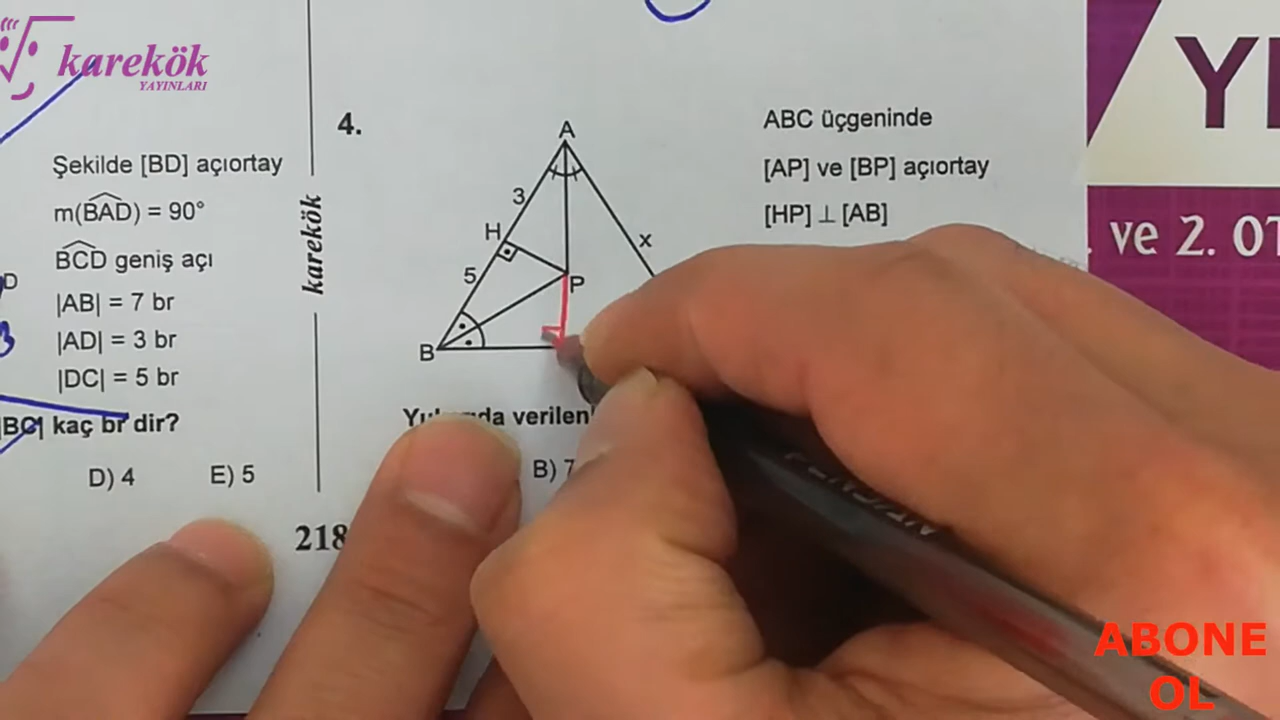 karekök
YAYINLARI
Şekilde [BD] açıortay
m(BAD) = 90°
BCD geniş açı
|AB| = 7 br
|AD| = 3 br
|DC| = 5 br
|BC| kaç br dir?
D) 4 E) 5
D
karekök
218
4.
A
3
H
5
x
P
B
ABC üçgeninde
[AP] ve [BP] açıortay
[HP] ⊥ [AB]
B) 7
ve 2. OT
ABONE
OL